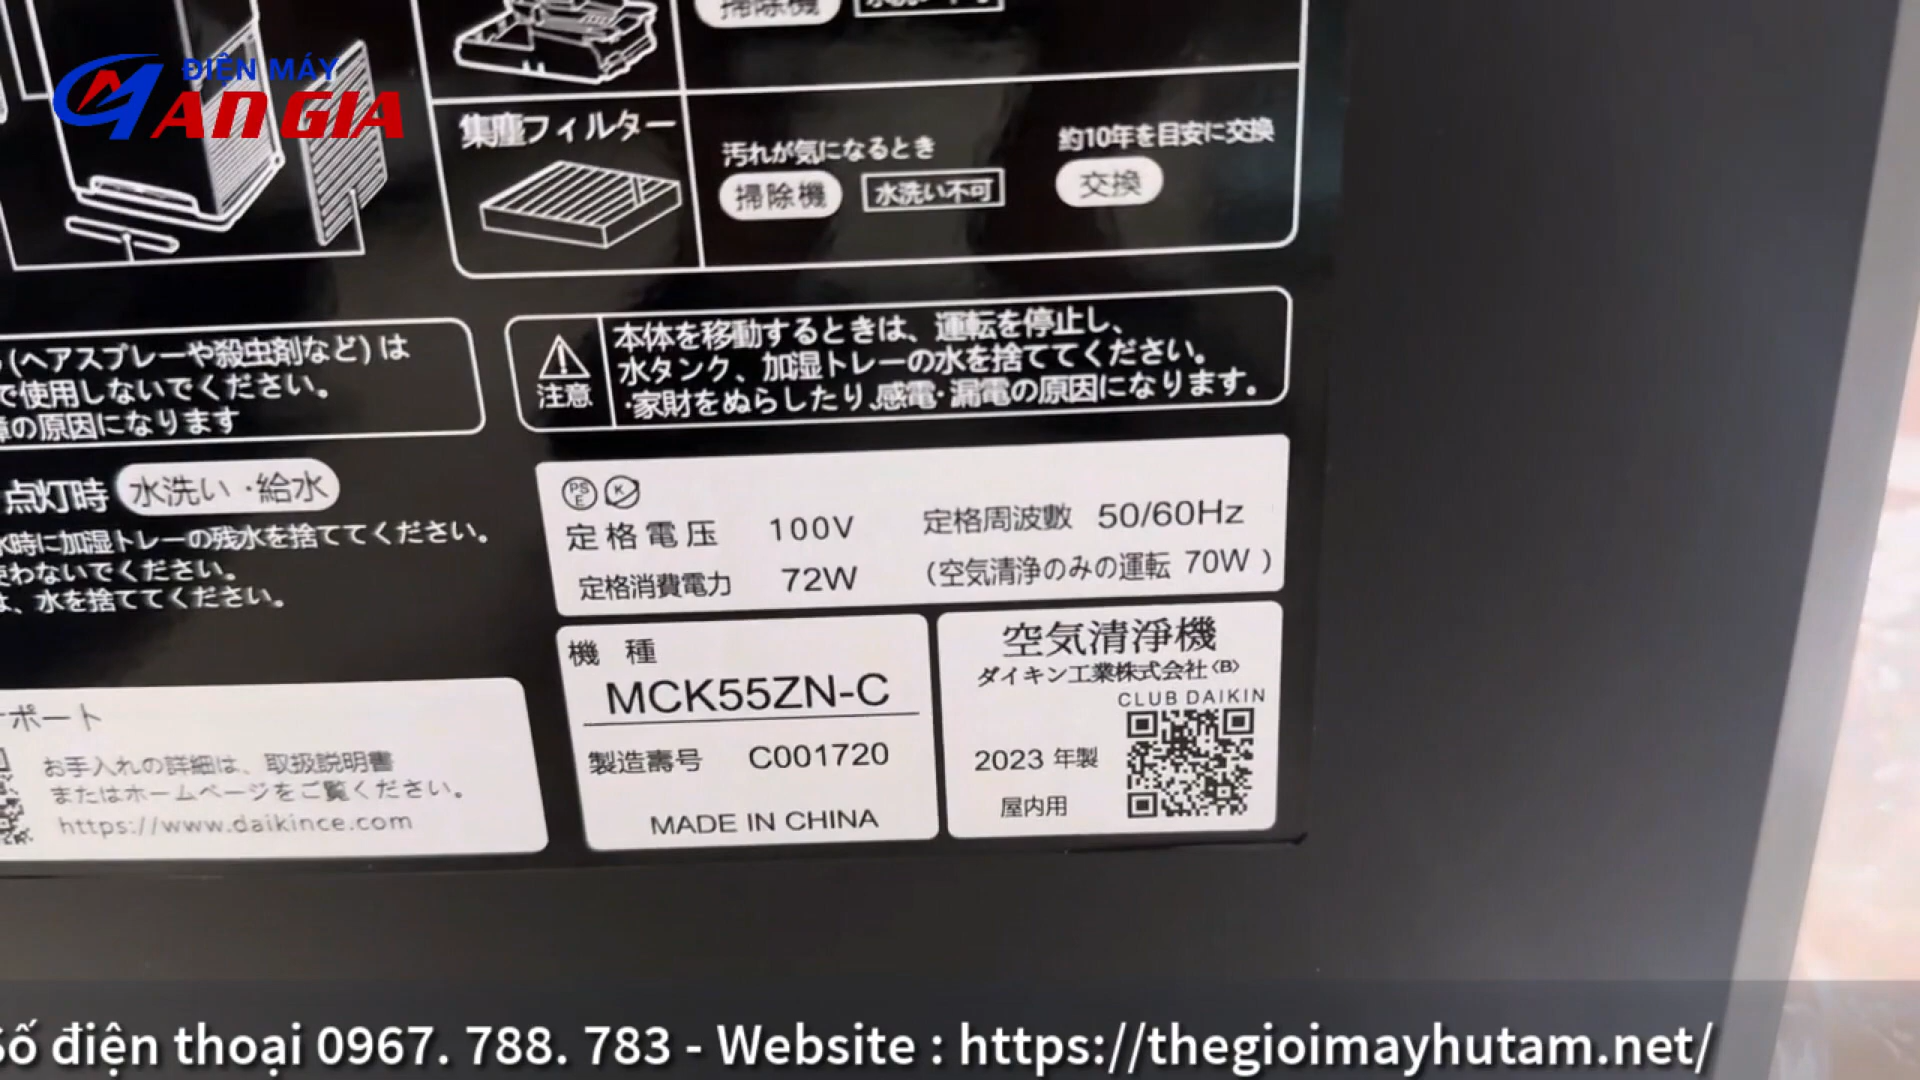 ĐIỆN MÁY
AN GIA
掃除機
集塵フィルター
汚れが気になるとき
掃除機 水洗い不可
約10年を目安に交換
交換
(ヘアスプレーや殺虫剤など)は
で使用しないでください。
の原因になります
注意
本体を移動するときは、運転を停止し、
水タンク、加湿トレーの水を捨ててください。
・家財をぬらしたり、感電・漏電の原因になります。
点灯時 水洗い・給水
水時に加湿トレーの残水を捨ててください。
使わないでください。
は、水を捨ててください。
PS E K
定格電圧 100V 定格周波數 50/60Hz
定格消費電力 72W (空気清浄のみの運転 70W)
機種
MCK55ZN-C
製造壽号 C001720
MADE IN CHINA
空気清淨機
ダイキン工業株式会社〈B〉
CLUB DAIKIN
2023 年製
屋内用
ポート
お手入れの詳細は、取扱説明書
またはホームページをご覧ください。
https://www.daikince.com
Số điện thoại 0967. 788. 783 - Website : https://thegioimayhutam.net/